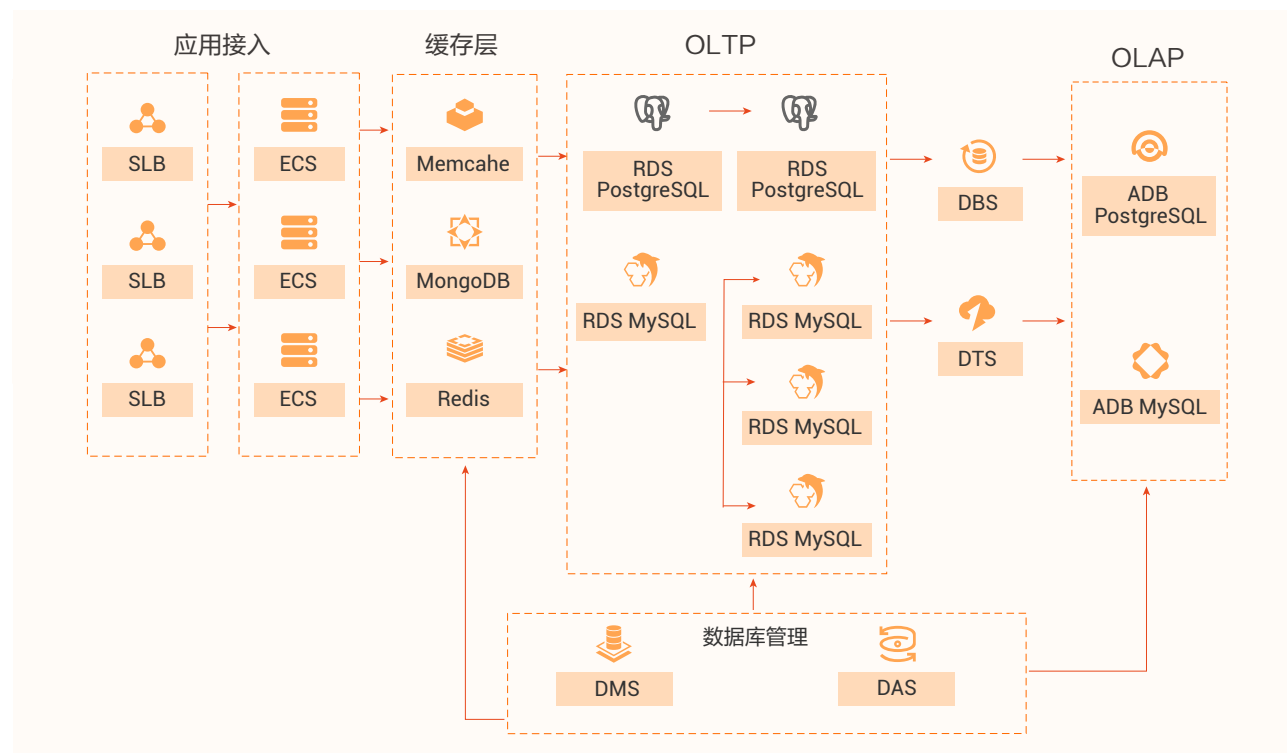 应用接入
缓存层
OLTP
OLAP
SLB
ECS
Memcahe
RDS
PostgreSQL
RDS
PostgreSQL
DBS
ADB
PostgreSQL
SLB
ECS
MongoDB
RDS MySQL
RDS MySQL
DTS
SLB
ECS
Redis
RDS MySQL
ADB MySQL
RDS MySQL
数据库管理
DMS
DAS